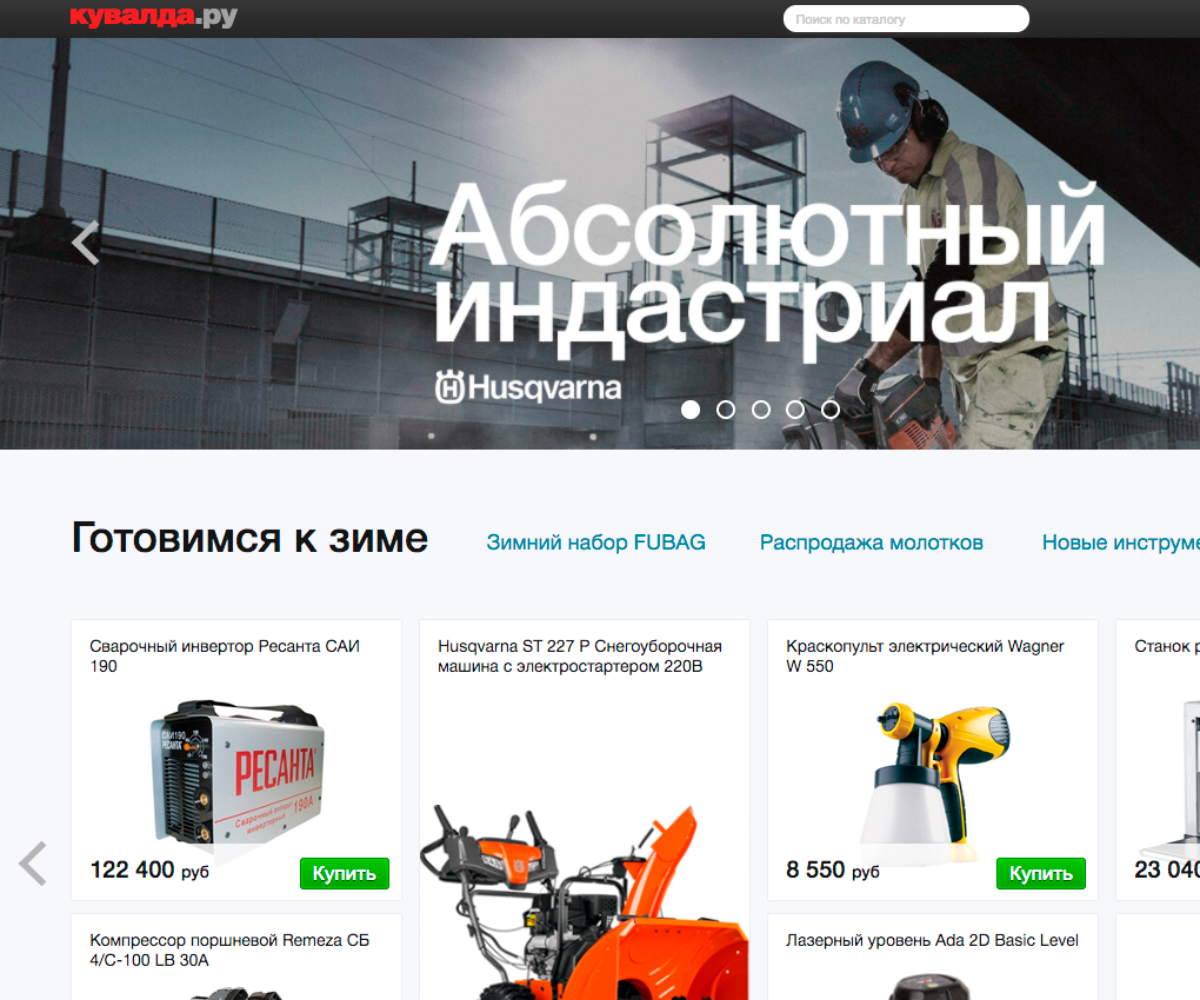 кувалда.ру
Поиск по каталогу
Абсолютный
индастриал
Husqvarna
Готовимся к зиме
Зимний набор FUBAG
Распродажа молотков
Новые инструме
Сварочный инвертор Ресанта САИ
190
САИ190
РЕСАНТА
РЕСАНТА
Сварочный аппарат
инверторный 190А
122 400 руб
Купить
Husqvarna ST 227 P Снегоуборочная
машина с электростартером 220В
Краскопульт электрический Wagner
W 550
8 550 руб
Купить
Станок р
23 040
Компрессор поршневой Remeza СБ
4/С-100 LB 30А
Лазерный уровень Ada 2D Basic Level